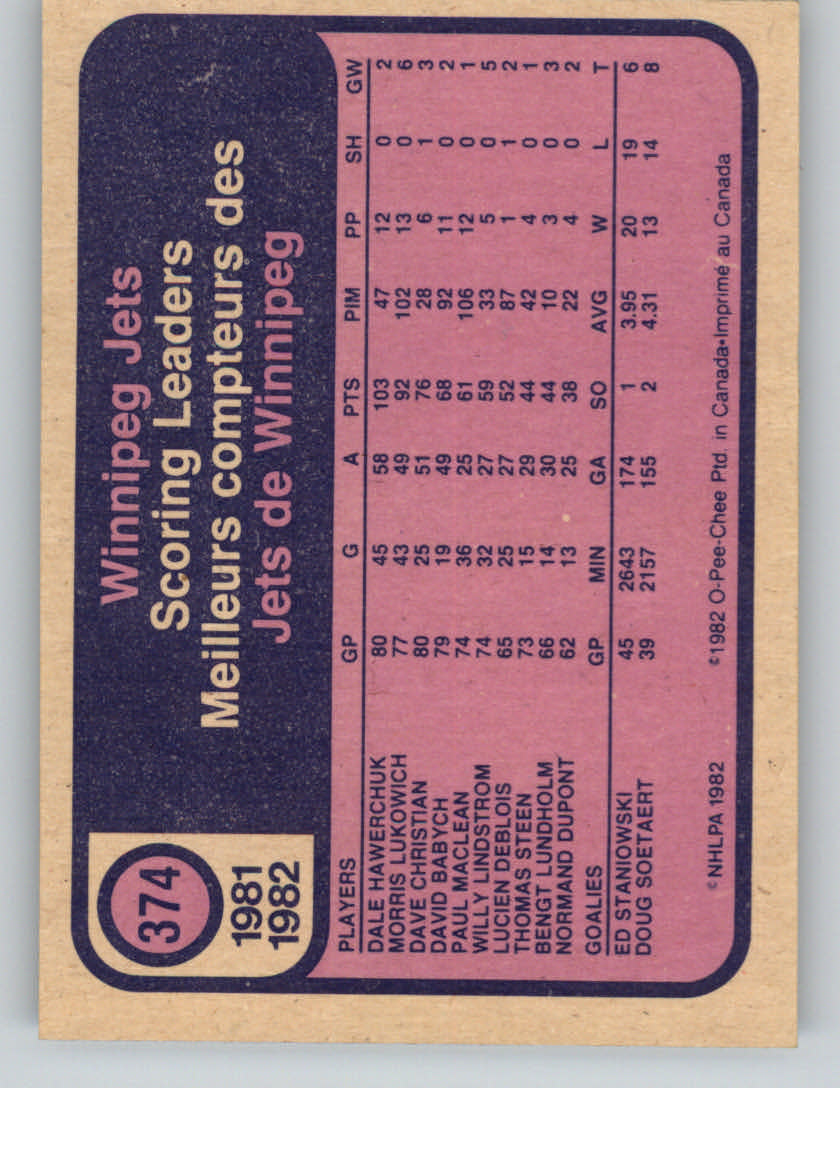 374
1981
1982
Winnipeg Jets
Scoring Leaders
Meilleurs compteurs des
Jets de Winnipeg
PLAYERS GP G A PTS PIM PP SH GW
DALE HAWERCHUK 80 45 58 103 47 12 0 2
MORRIS LUKOWICH 77 43 49 92 102 13 0 6
DAVE CHRISTIAN 80 25 51 76 28 6 1 3
DAVID BABYCH 79 19 49 68 92 11 0 2
PAUL MACLEAN 74 36 25 61 106 12 0 1
WILLY LINDSTROM 74 32 27 59 33 5 0 5
LUCIEN DEBLOIS 65 25 27 52 87 1 1 2
THOMAS STEEN 73 15 29 44 42 4 0 1
BENGT LUNDHOLM 66 14 30 44 10 3 0 3
NORMAND DUPONT 62 13 25 38 22 4 0 2
GOALIES GP MIN GA SO AVG W L T
ED STANIOWSKI 45 2643 174 1 3.95 20 19 6
DOUG SOETAERT 39 2157 155 2 4.31 13 14 8
©NHLPA 1982 ©1982 O-Pee-Chee Ptd. in Canada•Imprimé au Canada